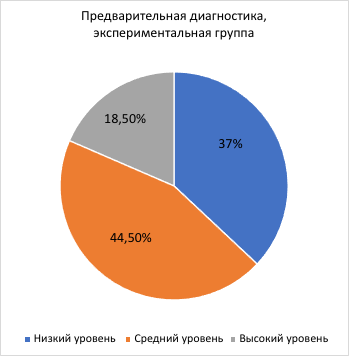 Предварительная диагностика,
экспериментальная группа
37%
18,50%
44,50%
Низкий уровень Средний уровень Высокий уровень